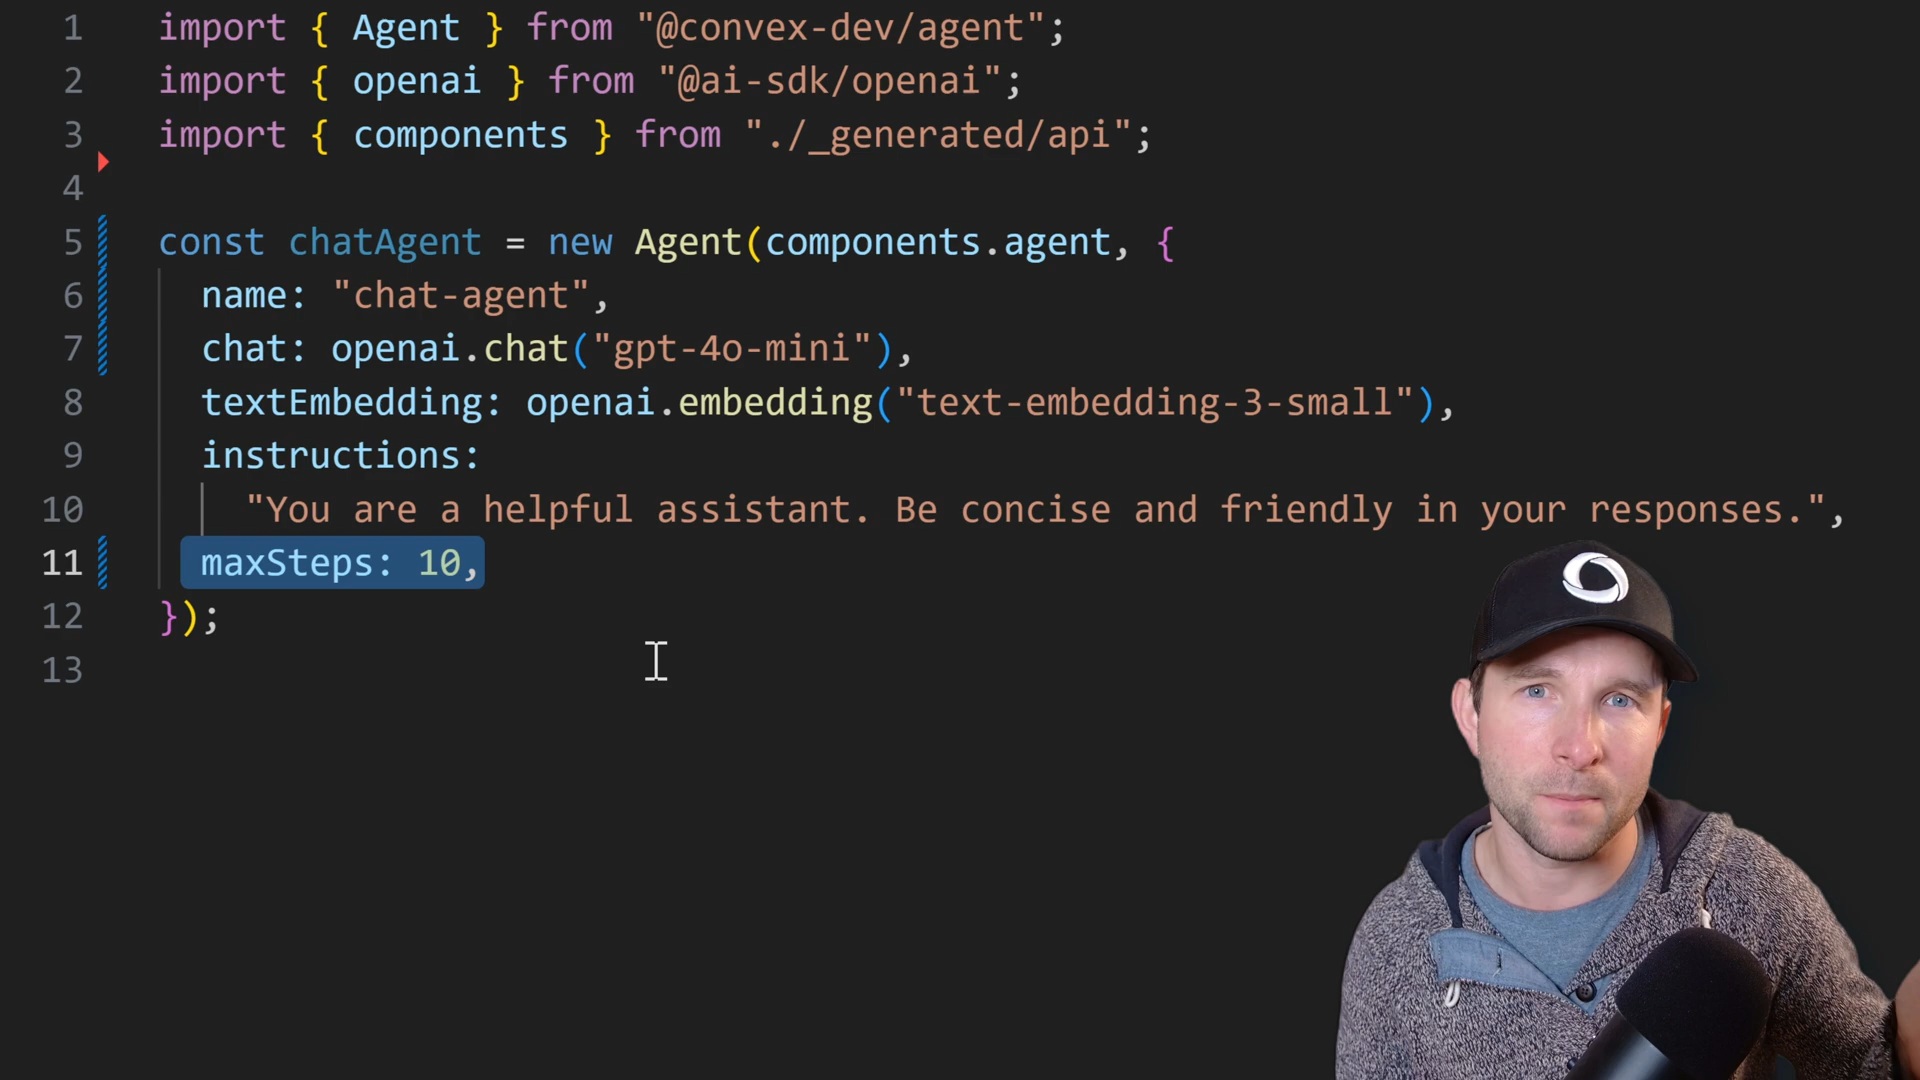 1 import { Agent } from "@convex-dev/agent";
2 import { openai } from "@ai-sdk/openai";
3 import { components } from "./_generated/api";
4
5 const chatAgent = new Agent(components.agent, {
6 name: "chat-agent",
7 chat: openai.chat("gpt-4o-mini"),
8 textEmbedding: openai.embedding("text-embedding-3-small"),
9 instructions:
10 "You are a helpful assistant. Be concise and friendly in your responses.",
11 maxSteps: 10,
12 });
13